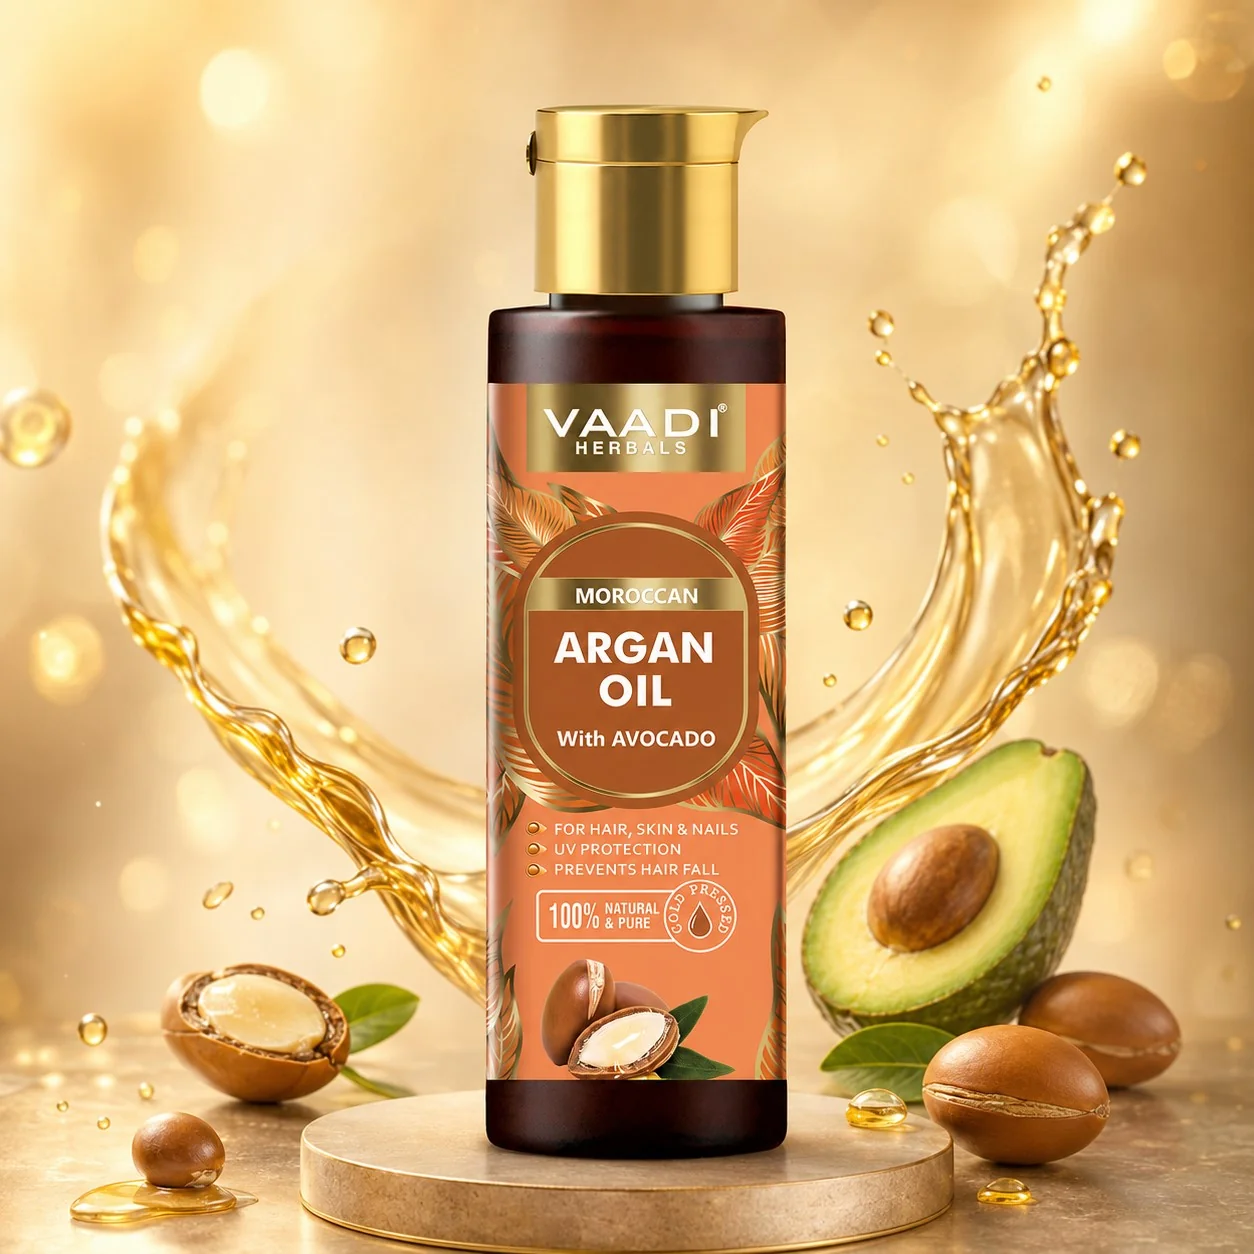 VAADI®
HERBALS
MOROCCAN
ARGAN
OIL
With AVOCADO
FOR HAIR, SKIN & NAILS
UV PROTECTION
PREVENTS HAIR FALL
100% NATURAL & PURE
COLD PRESSED